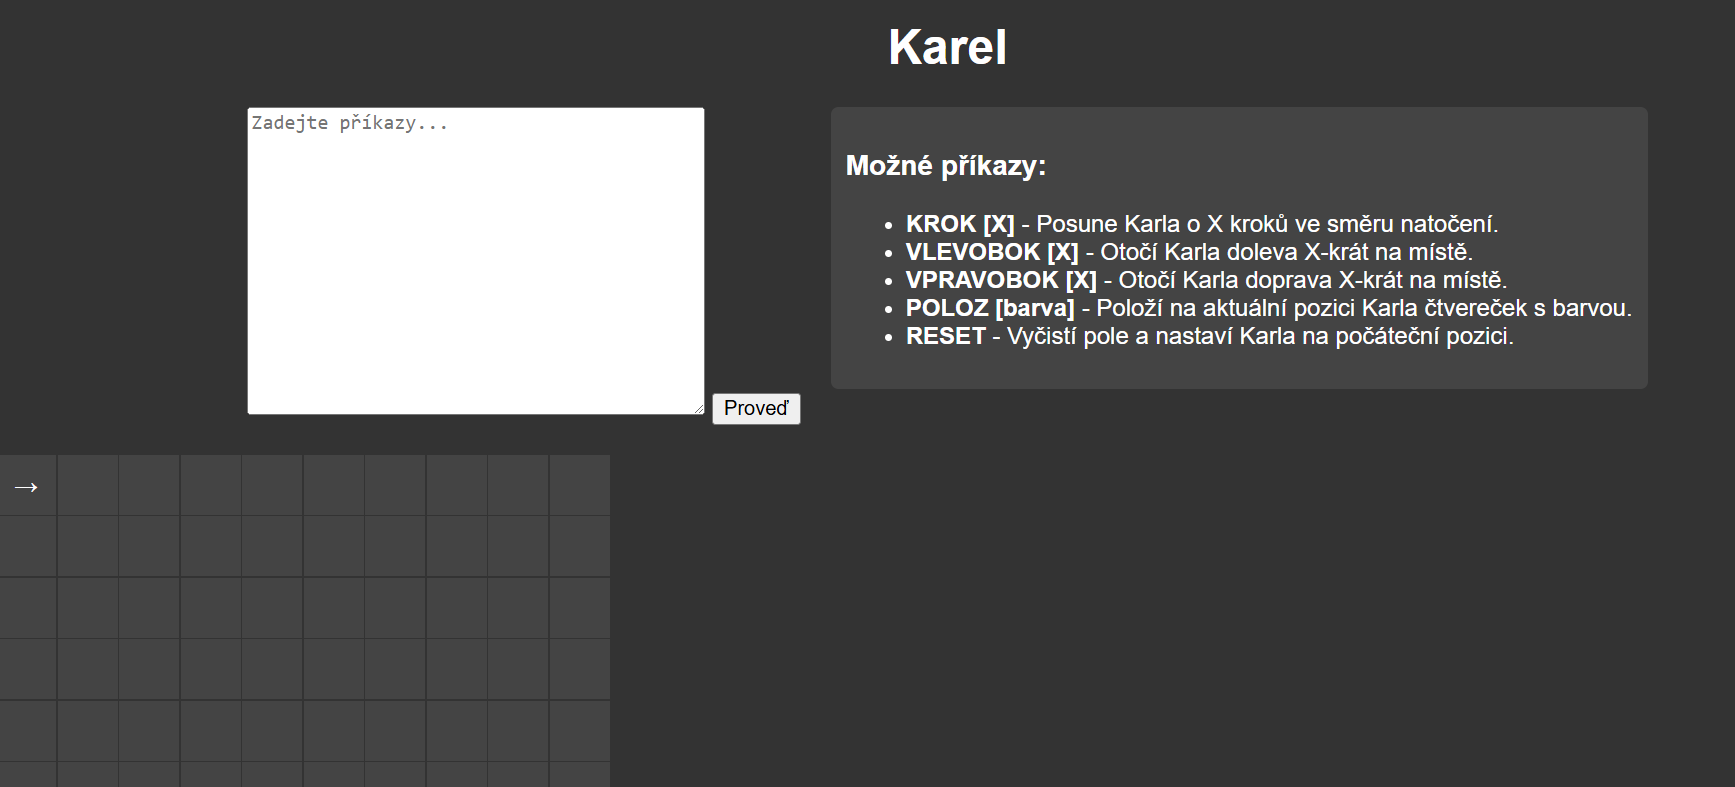 Karel
Zadejte příkazy...
Proveď
Možné příkazy:
• KROK [X] - Posune Karla o X kroků ve směru natočení.
• VLEVOBOK [X] - Otočí Karla doleva X-krát na místě.
• VPRAVOBOK [X] - Otočí Karla doprava X-krát na místě.
• POLOZ [barva] - Položí na aktuální pozici Karla čtvereček s barvou.
• RESET - Vyčistí pole a nastaví Karla na počáteční pozici.
→